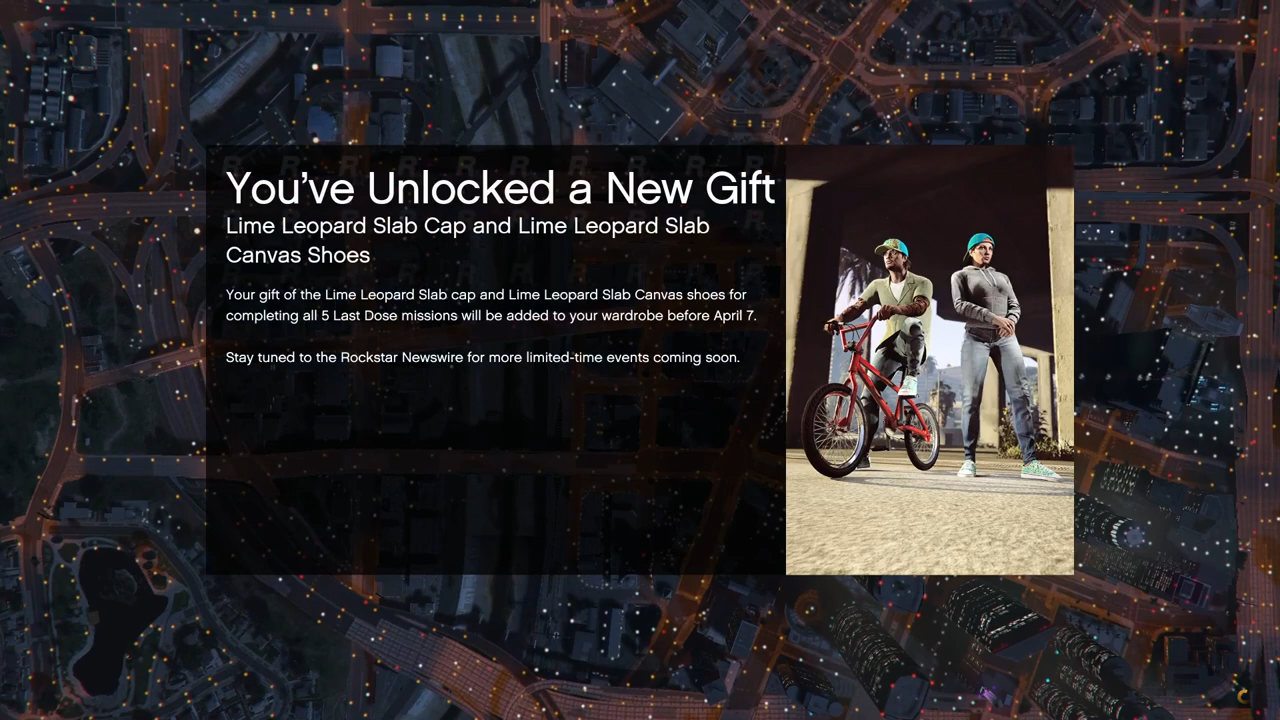 You've Unlocked a New Gift
Lime Leopard Slab Cap and Lime Leopard Slab
Canvas Shoes
Your gift of the Lime Leopard Slab cap and Lime Leopard Slab Canvas shoes for
completing all 5 Last Dose missions will be added to your wardrobe before April 7.
Stay tuned to the Rockstar Newswire for more limited-time events coming soon.